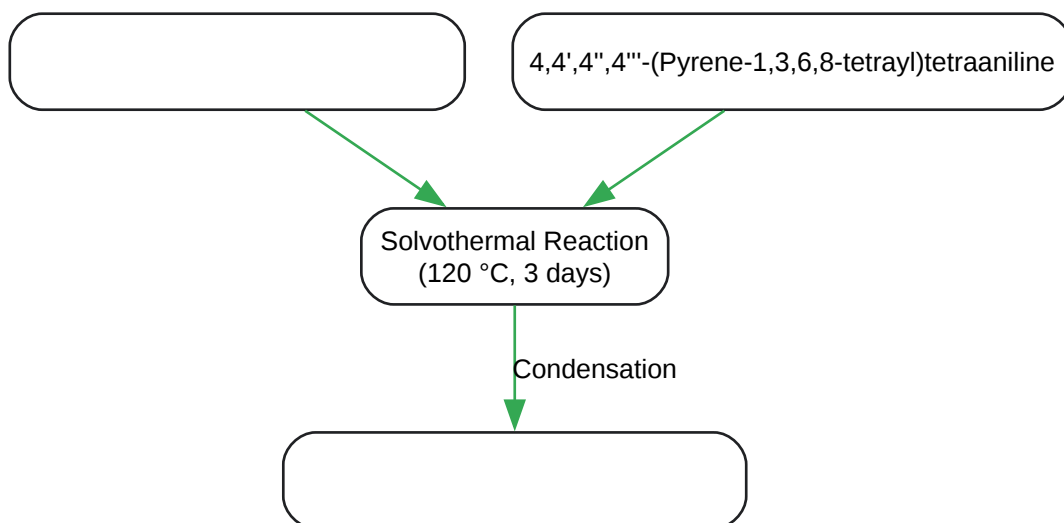 4,4',4'',4'''-(Pyrene-1,3,6,8-tetrayl)tetraaniline
Solvothermal Reaction
(120 °C, 3 days)
Condensation